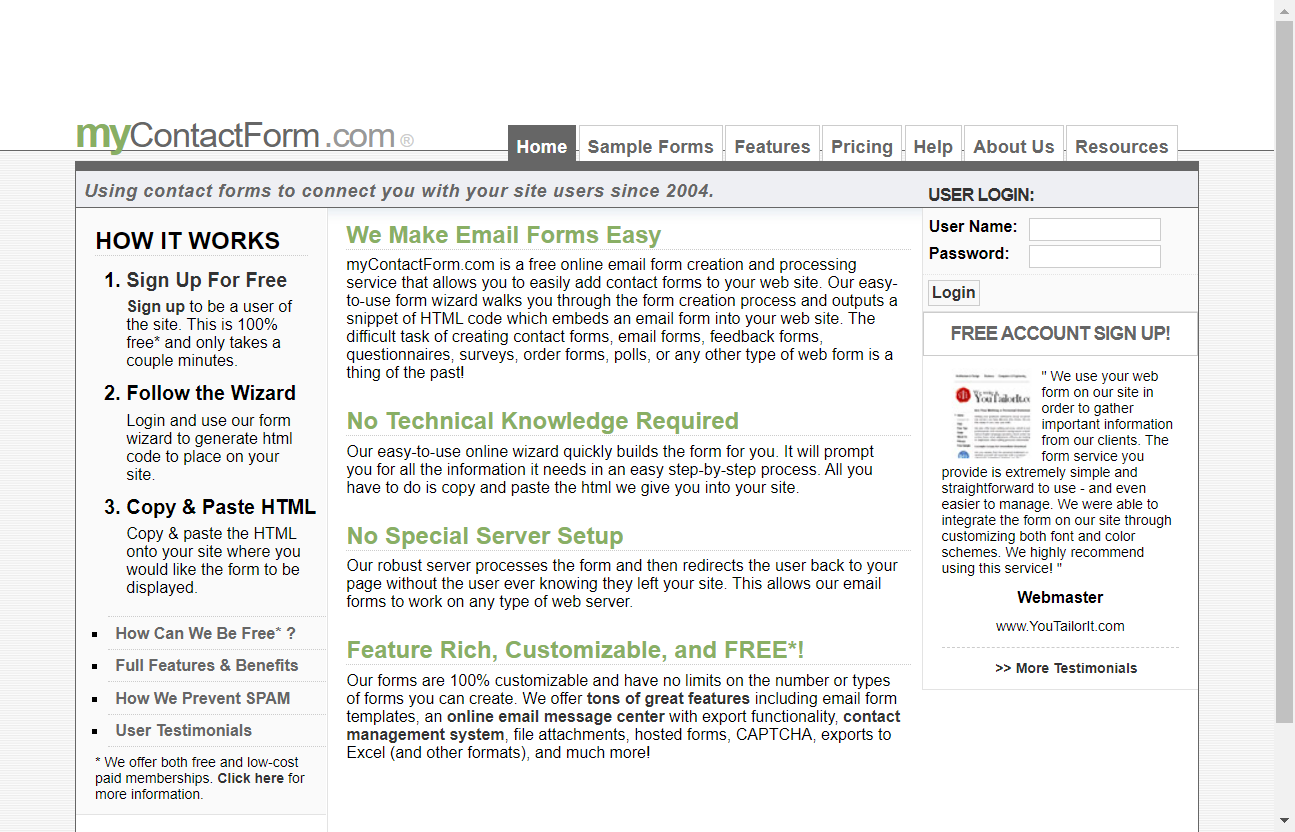 myContactForm.com ®
Home
Sample Forms
Features
Pricing
Help
About Us
Resources
Using contact forms to connect you with your site users since 2004.
HOW IT WORKS
1. Sign Up For Free
Sign up to be a user of
the site. This is 100%
free* and only takes a
couple minutes.
2. Follow the Wizard
Login and use our form
wizard to generate html
code to place on your
site.
3. Copy & Paste HTML
Copy & paste the HTML
onto your site where you
would like the form to be
displayed.
How Can We Be Free* ?
Full Features & Benefits
How We Prevent SPAM
User Testimonials
* We offer both free and low-cost
paid memberships. Click here for
more information.
We Make Email Forms Easy
myContactForm.com is a free online email form creation and processing
service that allows you to easily add contact forms to your web site. Our easy-
to-use form wizard walks you through the form creation process and outputs a
snippet of HTML code which embeds an email form into your web site. The
difficult task of creating contact forms, email forms, feedback forms,
questionnaires, surveys, order forms, polls, or any other type of web form is a
thing of the past!
No Technical Knowledge Required
Our easy-to-use online wizard quickly builds the form for you. It will prompt
you for all the information it needs in an easy step-by-step process. All you
have to do is copy and paste the html we give you into your site.
No Special Server Setup
Our robust server processes the form and then redirects the user back to your
page without the user ever knowing they left your site. This allows our email
forms to work on any type of web server.
Feature Rich, Customizable, and FREE*!
Our forms are 100% customizable and have no limits on the number or types
of forms you can create. We offer tons of great features including email form
templates, an online email message center with export functionality, contact
management system, file attachments, hosted forms, CAPTCHA, exports to
Excel (and other formats), and much more!
USER LOGIN:
User Name:
Password:
Login
FREE ACCOUNT SIGN UP!
YouTailorIt.co
" We use your web
form on our site in
order to gather
important information
from our clients. The
form service you
provide is extremely simple and
straightforward to use - and even
easier to manage. We were able to
integrate the form on our site through
customizing both font and color
schemes. We highly recommend
using this service! "
Webmaster
www.YouTailorIt.com
>> More Testimonials